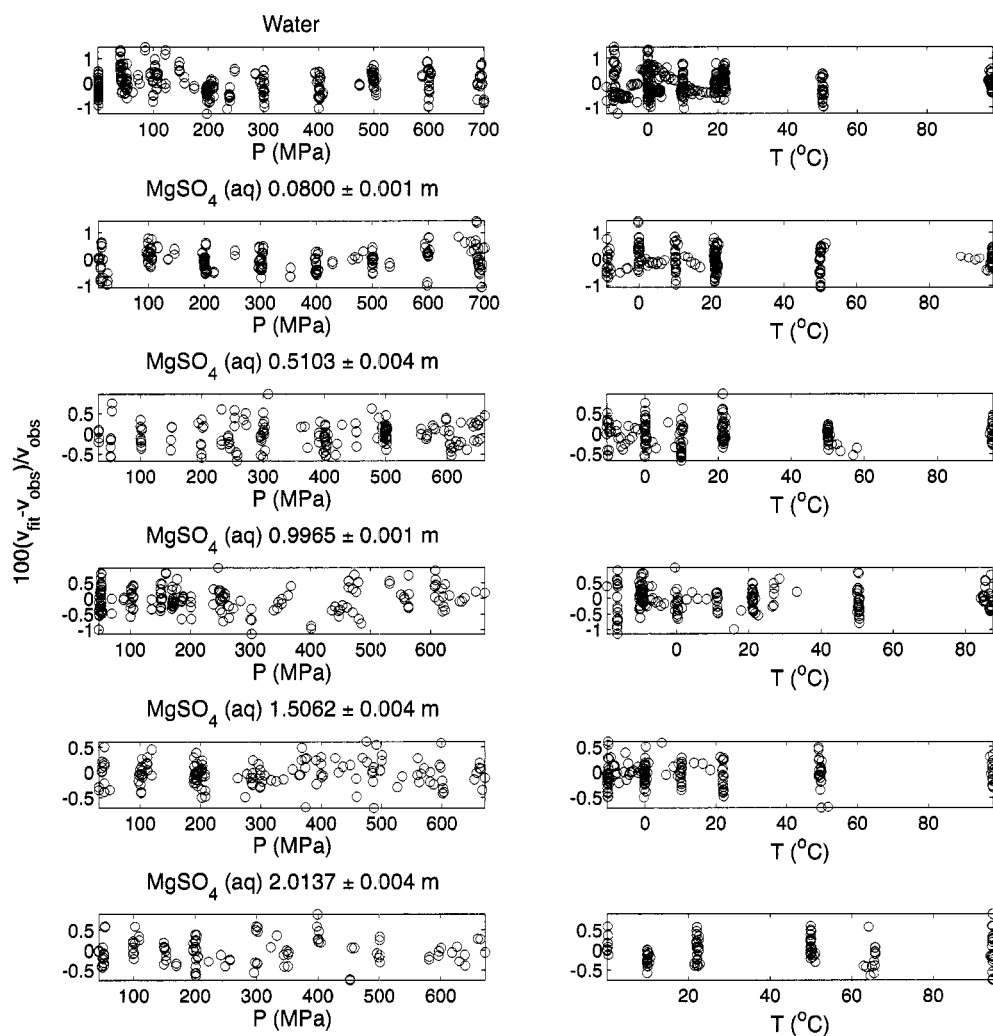 Water
1
0
-1
100 200 300 400 500 600 700
P (MPa)
0 20 40 60 80
T (°C)
MgSO4 (aq) 0.0800 ± 0.001 m
1
0
-1
100 200 300 400 500 600 700
P (MPa)
1
0
-1
0 20 40 60 80
T (°C)
MgSO4 (aq) 0.5103 ± 0.004 m
0.5
0
-0.5
100 200 300 400 500 600
P (MPa)
0.5
0
-0.5
0 20 40 60 80
T (°C)
100(vfit-vobs)/vobs
MgSO4 (aq) 0.9965 ± 0.001 m
0.5
0
-0.5
-1
100 200 300 400 500 600
P (MPa)
0.5
0
-0.5
-1
0 20 40 60 80
T (°C)
MgSO4 (aq) 1.5062 ± 0.004 m
0.5
0
-0.5
100 200 300 400 500 600
P (MPa)
0.5
0
-0.5
0 20 40 60 80
T (°C)
MgSO4 (aq) 2.0137 ± 0.004 m
0.5
0
-0.5
100 200 300 400 500 600
P (MPa)
0.5
0
-0.5
20 40 60 80
T (°C)